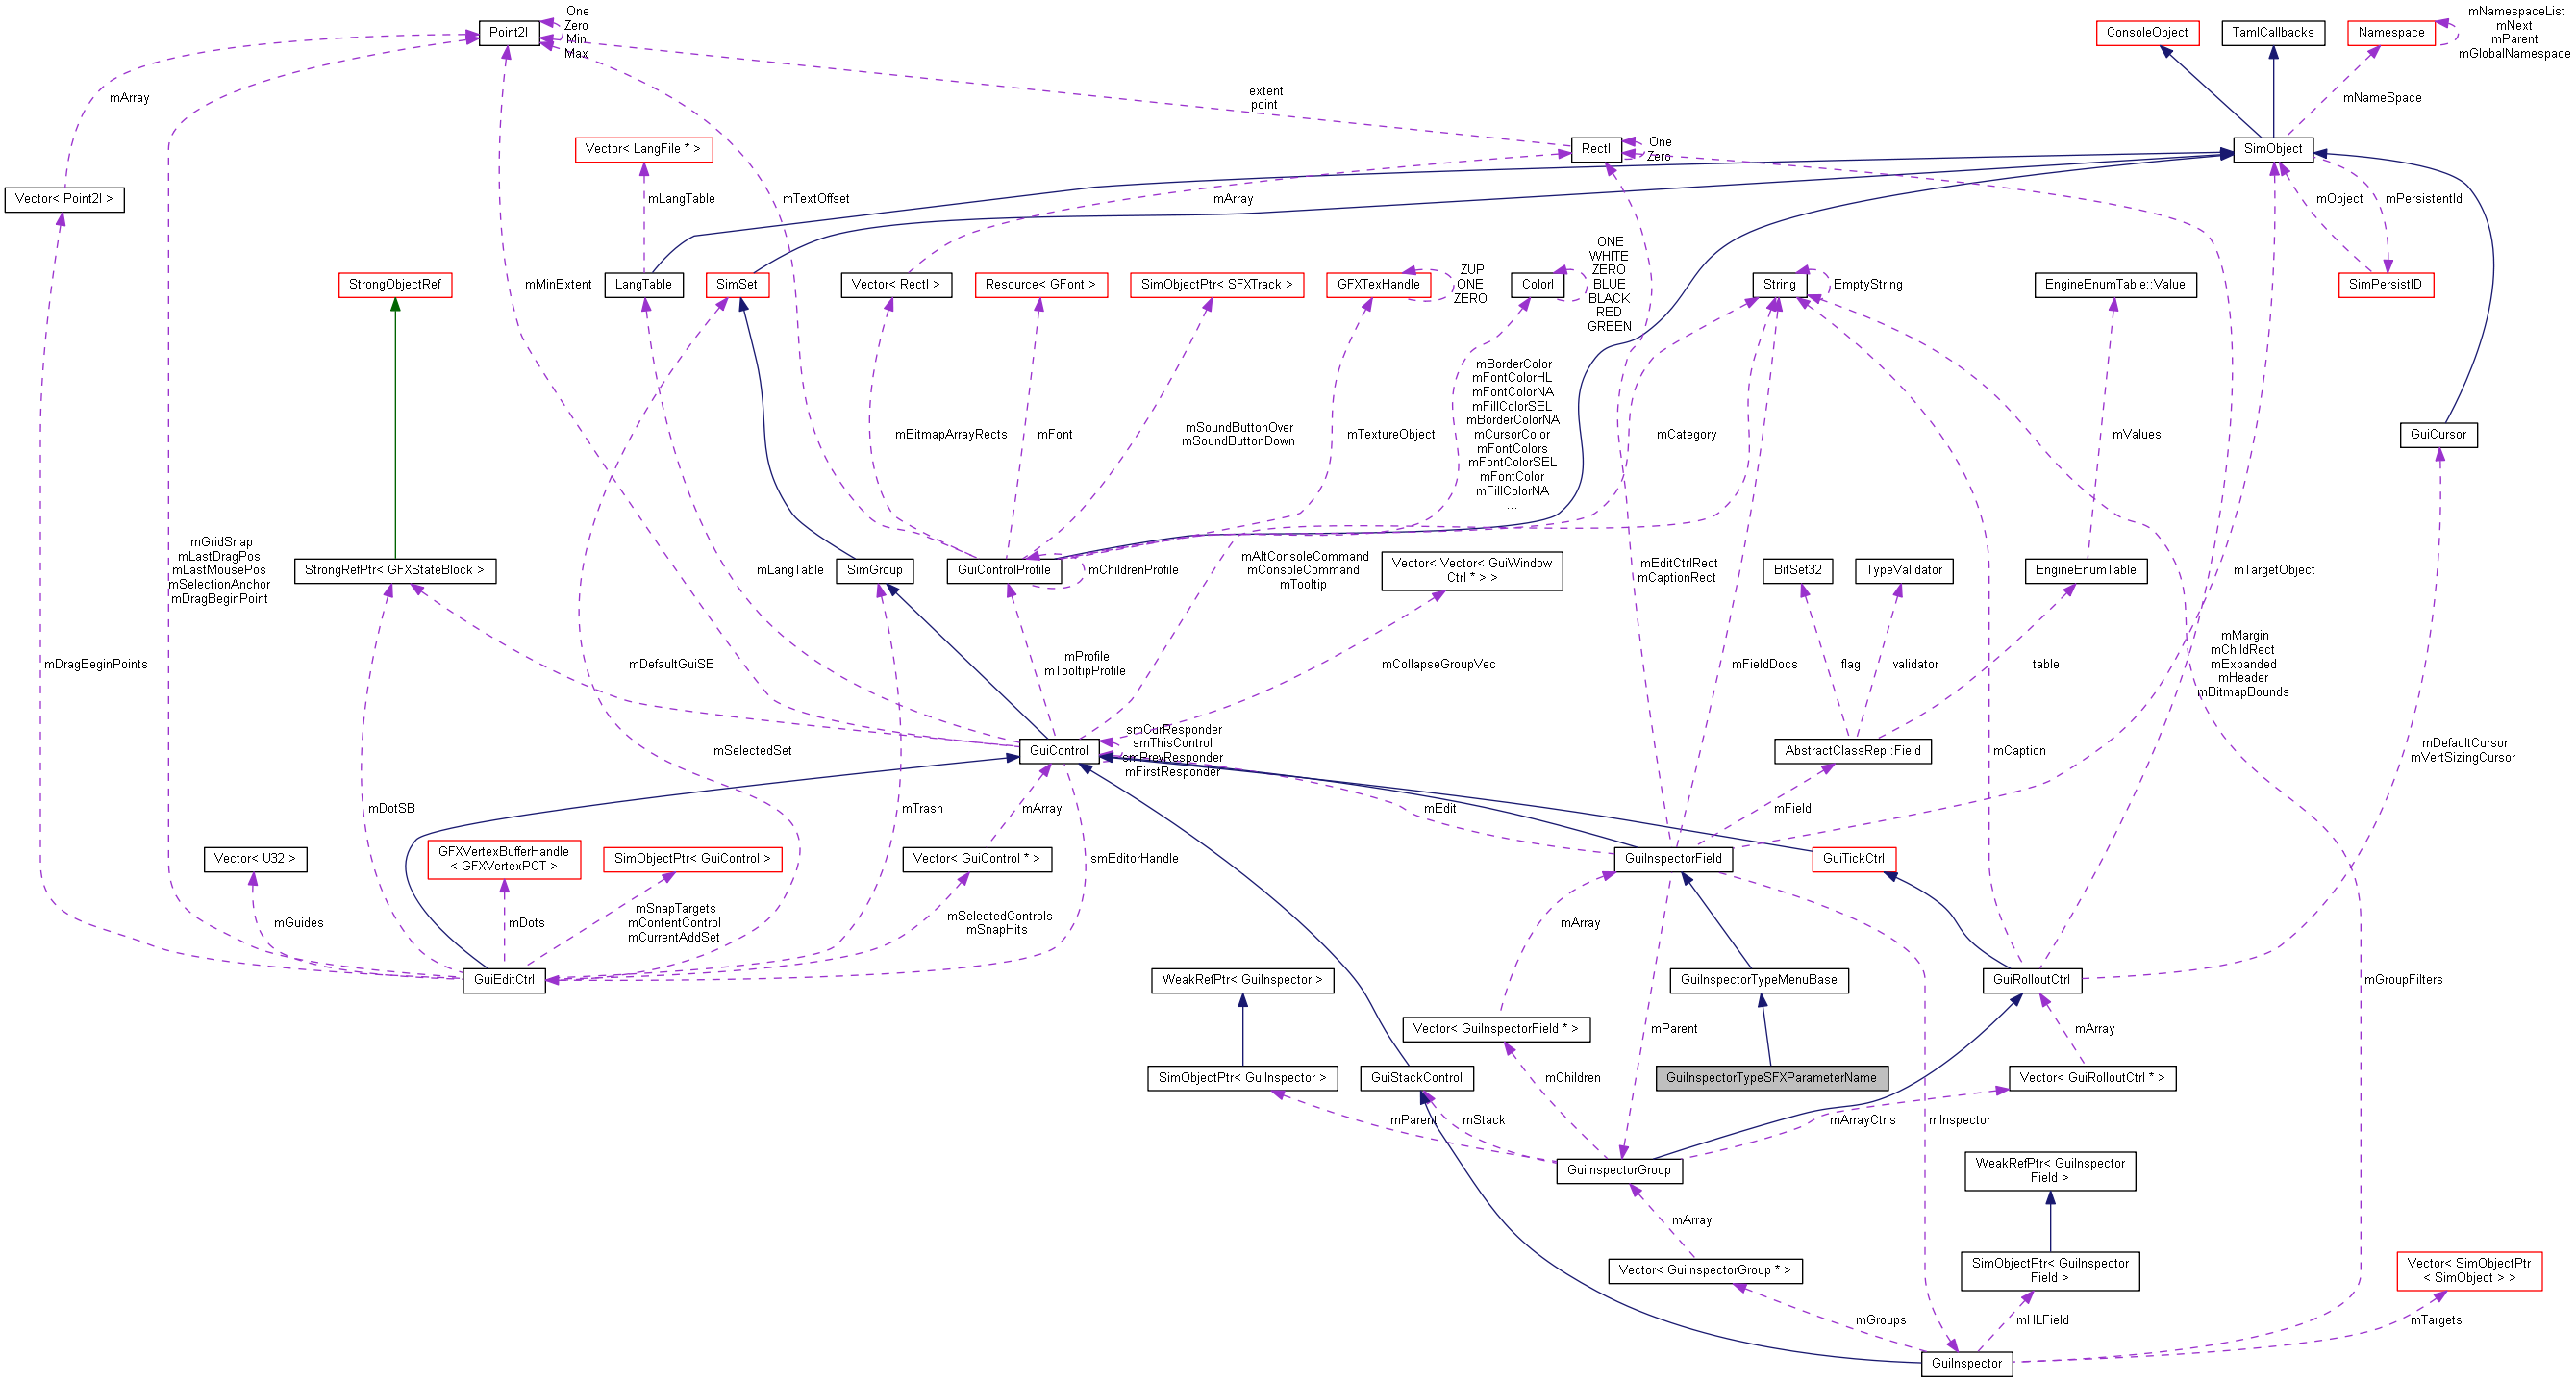 One
Zero
Min
Max
Point2I
ConsoleObject
TamlCallbacks
Namespace
mNamespaceList
mNext
mParent
mGlobalNamespace
mArray
extent
point
mNameSpace
Vector< LangFile * >
RectI
One
Zero
SimObject
Vector< Point2I >
mLangTable
mTextOffset
mArray
mObject
mPersistentId
StrongObjectRef
mMinExtent
LangTable
SimSet
Vector< RectI >
Resource< GFont >
SimObjectPtr< SFXTrack >
GFXTexHandle
ZUP
ONE
ZERO
ColorI
ONE
WHITE
ZERO
BLUE
BLACK
RED
GREEN
String
EmptyString
EngineEnumTable::Value
SimPersistID
mBitmapArrayRects
mFont
mSoundButtonOver
mSoundButtonDown
mTextureObject
mBorderColor
mFontColorHL
mFontColorNA
mFillColorSEL
mBorderColorNA
mCursorColor
mFontColors
mFontColorSEL
mFontColor
mFillColorNA
...
mCategory
mValues
GuiCursor
mGridSnap
mLastDragPos
mLastMousePos
mSelectionAnchor
mDragBeginPoint
StrongRefPtr< GFXStateBlock >
mLangTable
SimGroup
GuiControlProfile
mChildrenProfile
mAltConsoleCommand
mConsoleCommand
mTooltip
Vector< Vector< GuiWindow
Ctrl * > >
mEditCtrlRect
mCaptionRect
BitSet32
TypeValidator
EngineEnumTable
mTargetObject
mDragBeginPoints
mDefaultGuiSB
mProfile
mTooltipProfile
mCollapseGroupVec
mFieldDocs
flag
validator
table
mMargin
mChildRect
mExpanded
mHeader
mBitmapBounds
mSelectedSet
GuiControl
smCurResponder
smThisControl
smPrevResponder
mFirstResponder
AbstractClassRep::Field
mCaption
mDefaultCursor
mVertSizingCursor
mDotSB
mTrash
mArray
mEdit
mField
Vector< U32 >
GFXVertexBufferHandle
< GFXVertexPCT >
SimObjectPtr< GuiControl >
Vector< GuiControl * >
smEditorHandle
GuiInspectorField
GuiTickCtrl
mGuides
mDots
mSnapTargets
mContentControl
mCurrentAddSet
mSelectedControls
mSnapHits
mArray
GuiEditCtrl
WeakRefPtr< GuiInspector >
GuiInspectorTypeMenuBase
GuiRolloutCtrl
mGroupFilters
Vector< GuiInspectorField * >
mParent
mArray
SimObjectPtr< GuiInspector >
GuiStackControl
mChildren
GuiInspectorTypeSFXParameterName
Vector< GuiRolloutCtrl * >
mParent
mStack
mArrayCtrls
mInspector
GuiInspectorGroup
WeakRefPtr< GuiInspector
Field >
mArray
Vector< GuiInspectorGroup * >
SimObjectPtr< GuiInspector
Field >
Vector< SimObjectPtr
< SimObject > >
mGroups
mHLField
mTargets
GuiInspector